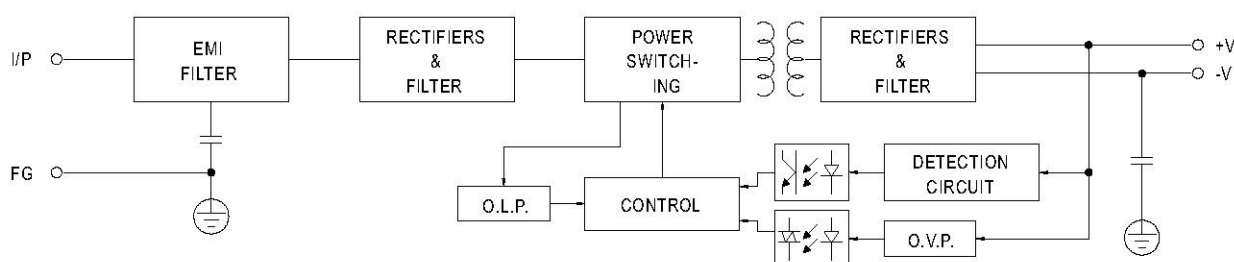 I/P
EMI
FILTER
RECTIFIERS
&
FILTER
POWER
SWITCH-
ING
RECTIFIERS
&
FILTER
+V
-V
FG
O.L.P.
CONTROL
DETECTION
CIRCUIT
O.V.P.